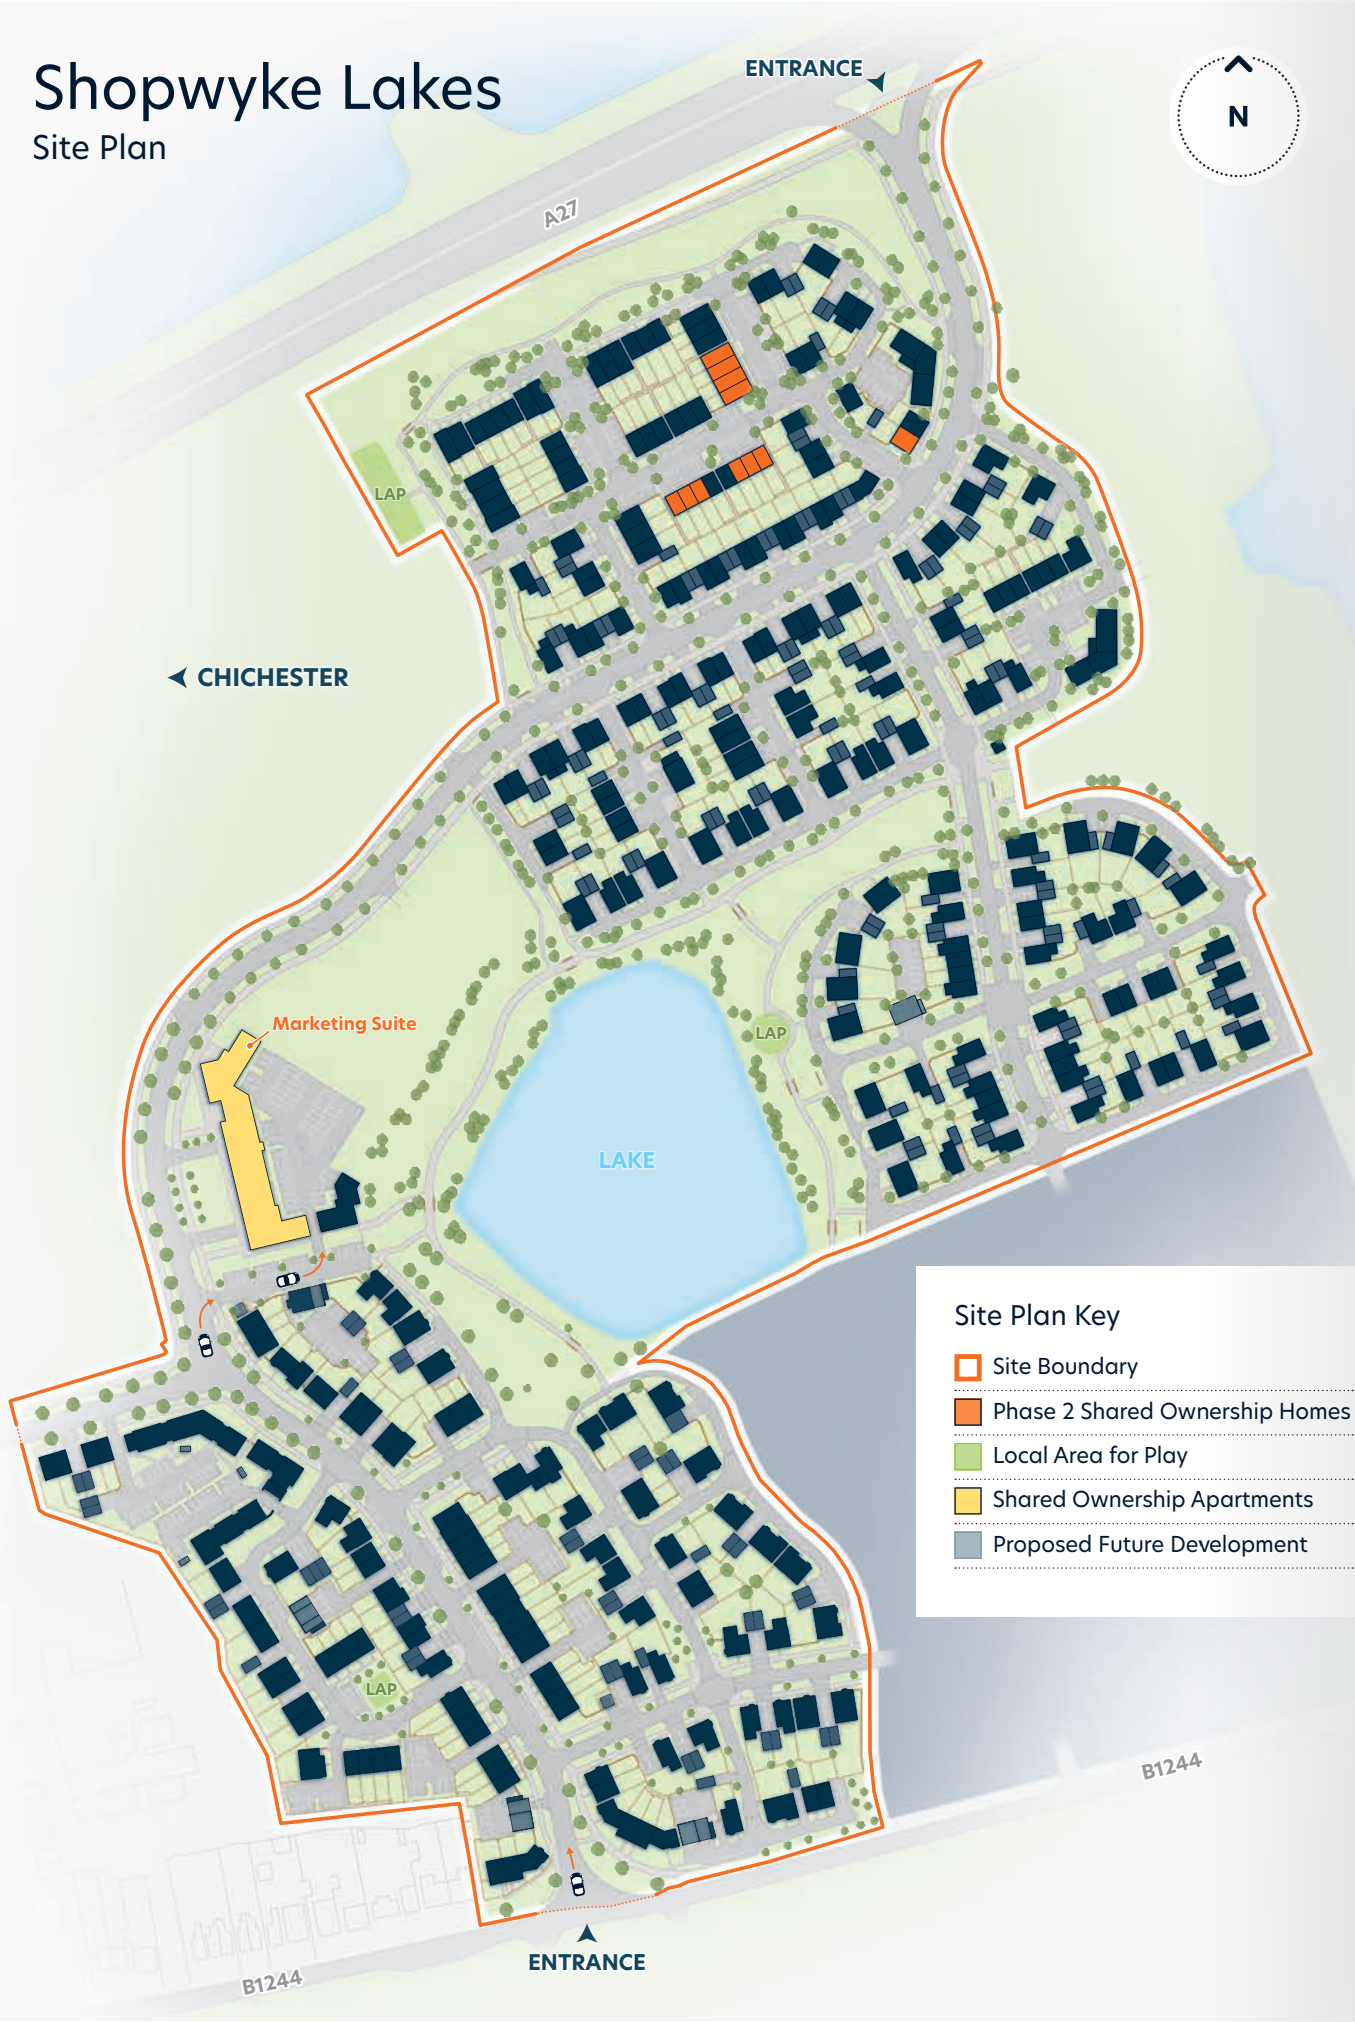 Shopwyke Lakes
Site Plan
ENTRANCE
N
A27
LAP
CHICHESTER
Marketing Suite
LAP
LAKE
Site Plan Key
Site Boundary
Phase 2 Shared Ownership Homes
Local Area for Play
Shared Ownership Apartments
Proposed Future Development
LAP
B1244
ENTRANCE
B1244